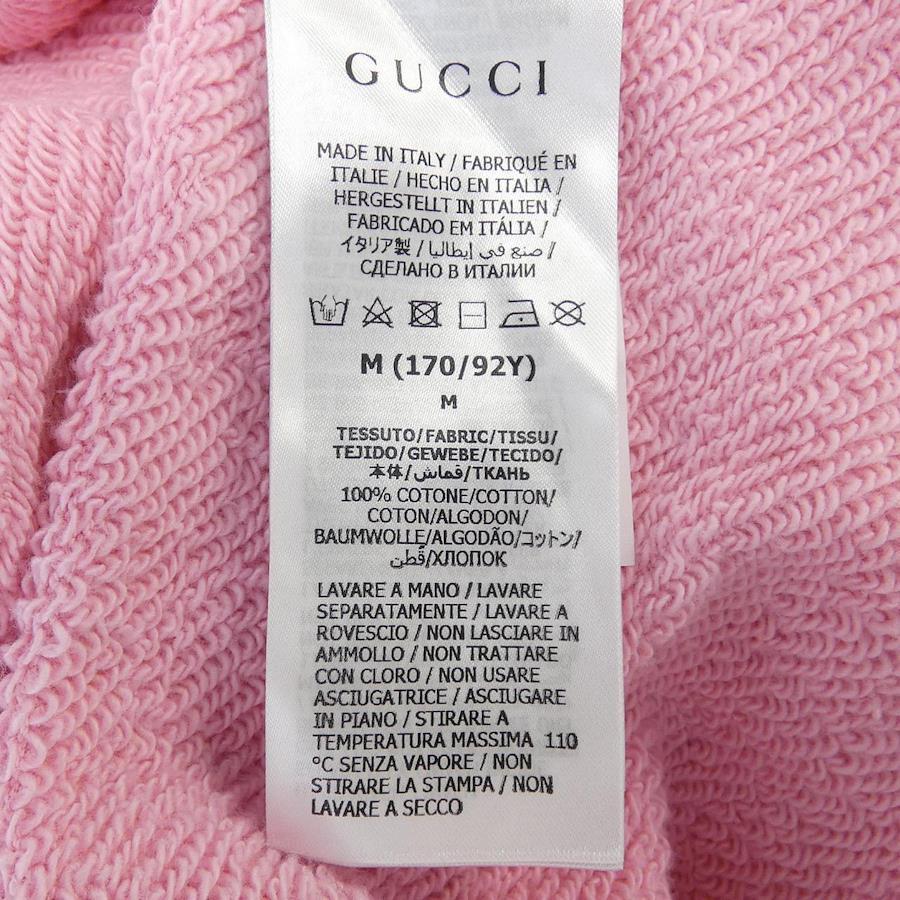 GUCCI
MADE IN ITALY / FABRIQUÉ EN
ITALIE / HECHO EN ITALIA /
HERGESTELLT IN ITALIEN /
FABRICADO EM ITÁLIA /
イタリア製 / صنع في إيطاليا /
СДЕЛАНО В ИТАЛИИ
M (170/92Y)
M
TESSUTO/FABRIC/TISSU/
TEJIDO/GEWEBE/TECIDO/
本体/قماش/ТКАНЬ
100% COTONE/COTTON/
COTON/ALGODON/
BAUMWOLLE/ALGODÃO/コットン/
قُطن/ХЛОПОК
LAVARE A MANO / LAVARE
SEPARATAMENTE / LAVARE A
ROVESCIO / NON LASCIARE IN
AMMOLLO / NON TRATTARE
CON CLORO / NON USARE
ASCIUGATRICE / ASCIUGARE
IN PIANO / STIRARE A
TEMPERATURA MASSIMA 110
°C SENZA VAPORE / NON
STIRARE LA STAMPA / NON
LAVARE A SECCO